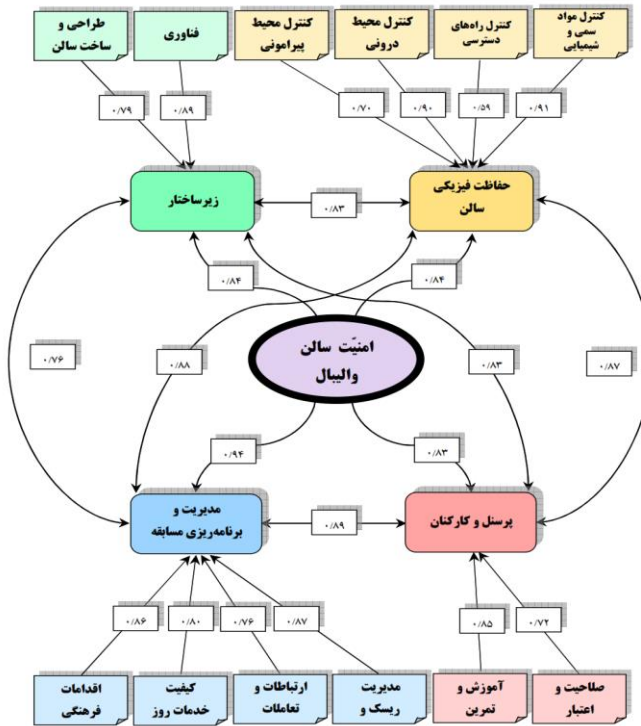 کنترل مواد
سمی و
شیمیایی
کنترل راه‌های
دسترسی
کنترل محیط
درونی
کنترل محیط
پیرامونی
فناوری
طراحی و
ساخت سالن
۰/۹۱
۰/۵۹
۰/۹۰
۰/۷۰
۰/۸۹
۰/۷۹
حفاظت فیزیکی
سالن
۰/۸۳
زیرساختار
۰/۸۴
۰/۸۴
امنیّت سالن
والیبال
۰/۸۷
۰/۸۳
۰/۸۸
۰/۷۶
۰/۸۳
۰/۹۴
پرسنل و کارکنان
۰/۸۹
مدیریت و
برنامه‌ریزی مسابقه
۰/۷۲
۰/۸۵
۰/۸۷
۰/۷۶
۰/۸۰
۰/۸۶
صلاحیت و
اعتبار
آموزش و
تمرین
مدیریت
ریسک و
ارتباطات و
تعاملات
کیفیت
خدمات روز
اقدامات
فرهنگی